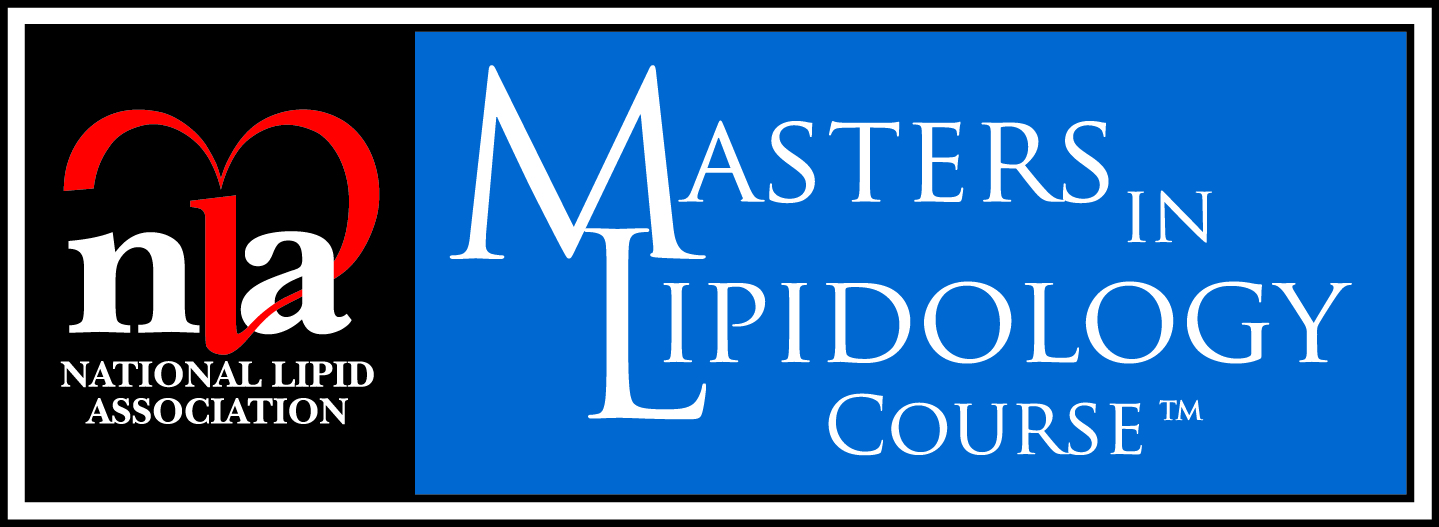 nla
NATIONAL LIPID
ASSOCIATION
MASTERS IN
LIPIDOLOGY
COURSE™